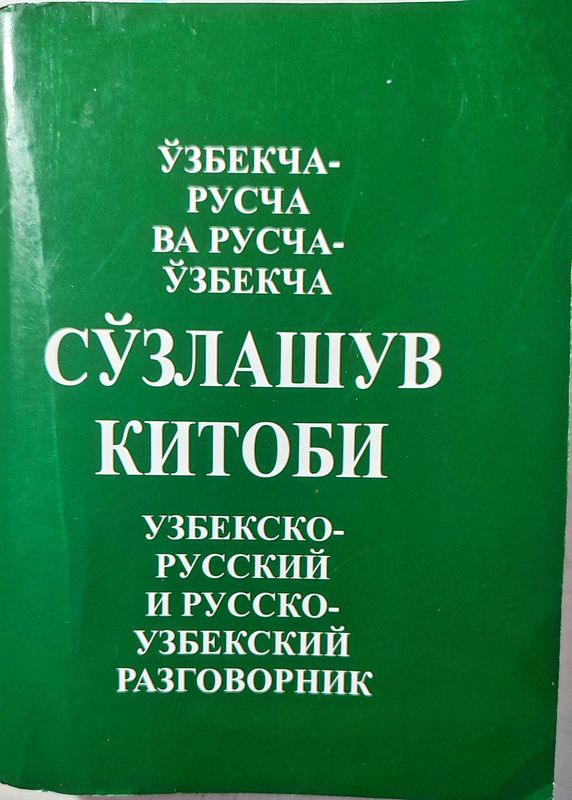 ЎЗБЕКЧА-
РУСЧА
ВА РУСЧА-
ЎЗБЕКЧА
СЎЗЛАШУВ
КИТОБИ
УЗБЕКСКО-
РУССКИЙ
И РУССКО-
УЗБЕКСКИЙ
РАЗГОВОРНИК